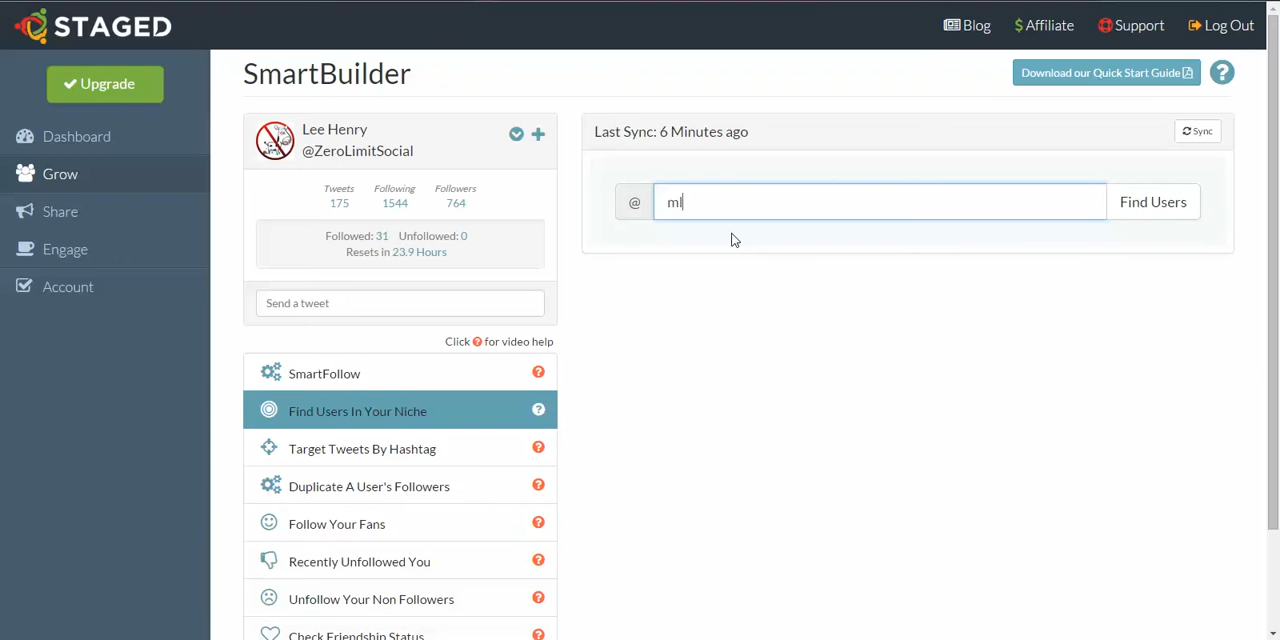 STAGED
Blog
Affiliate
Support
Log Out
Upgrade
Dashboard
Grow
Share
Engage
Account
SmartBuilder
Download our Quick Start Guide
?
Lee Henry
@ZeroLimitSocial
Tweets Following Followers
175 1544 764
Followed: 31 Unfollowed: 0
Resets in 23.9 Hours
Send a tweet
Click ? for video help
SmartFollow ?
Find Users In Your Niche ?
Target Tweets By Hashtag ?
Duplicate A User's Followers ?
Follow Your Fans ?
Recently Unfollowed You ?
Unfollow Your Non Followers ?
Check Friendship Status ?
Last Sync: 6 Minutes ago
Sync
@ ml Find Users